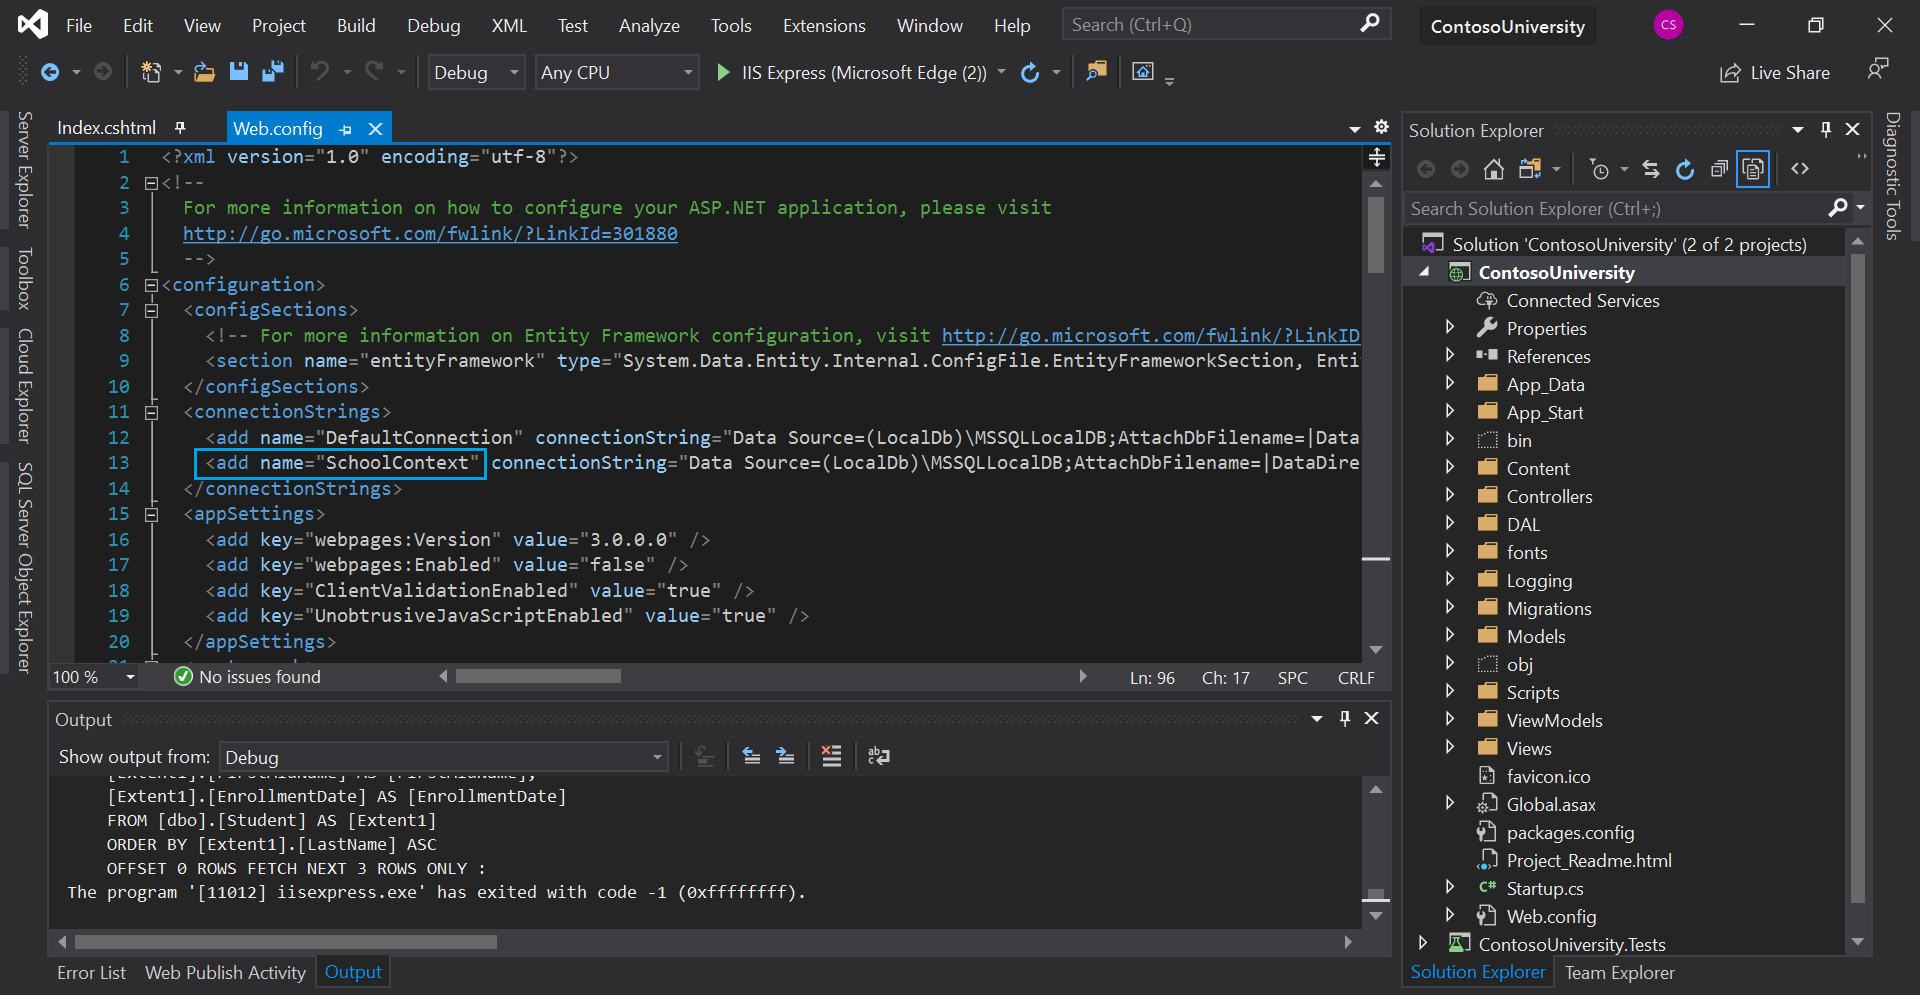 File Edit View Project Build Debug XML Test Analyze Tools Extensions Window Help Search (Ctrl+Q) ContosoUniversity CS
Debug Any CPU IIS Express (Microsoft Edge (2)) Live Share
Server Explorer
Toolbox
Cloud Explorer
SQL Server Object Explorer
Index.cshtml Web.config
1 <?xml version="1.0" encoding="utf-8"?>
2 <!--
3 For more information on how to configure your ASP.NET application, please visit
4 http://go.microsoft.com/fwlink/?LinkId=301880
5 -->
6 <configuration>
7 <configSections>
8 <!-- For more information on Entity Framework configuration, visit http://go.microsoft.com/fwlink/?LinkID
9 <section name="entityFramework" type="System.Data.Entity.Internal.ConfigFile.EntityFrameworkSection, Enti
10 </configSections>
11 <connectionStrings>
12 <add name="DefaultConnection" connectionString="Data Source=(LocalDb)\MSSQLLocalDB;AttachDbFilename=|Data
13 <add name="SchoolContext" connectionString="Data Source=(LocalDb)\MSSQLLocalDB;AttachDbFilename=|DataDire
14 </connectionStrings>
15 <appSettings>
16 <add key="webpages:Version" value="3.0.0.0" />
17 <add key="webpages:Enabled" value="false" />
18 <add key="ClientValidationEnabled" value="true" />
19 <add key="UnobtrusiveJavaScriptEnabled" value="true" />
20 </appSettings>
100 % No issues found Ln: 96 Ch: 17 SPC CRLF
Output
Show output from: Debug
[Extent1].[FirstMidName] AS [FirstMidName],
[Extent1].[EnrollmentDate] AS [EnrollmentDate]
FROM [dbo].[Student] AS [Extent1]
ORDER BY [Extent1].[LastName] ASC
OFFSET 0 ROWS FETCH NEXT 3 ROWS ONLY :
The program '[11012] iisexpress.exe' has exited with code -1 (0xffffffff).
Error List Web Publish Activity Output
Solution Explorer
Search Solution Explorer (Ctrl+;)
Solution 'ContosoUniversity' (2 of 2 projects)
ContosoUniversity
Connected Services
Properties
References
App_Data
App_Start
bin
Content
Controllers
DAL
fonts
Logging
Migrations
Models
obj
Scripts
ViewModels
Views
favicon.ico
Global.asax
packages.config
Project_Readme.html
C# Startup.cs
Web.config
ContosoUniversity.Tests
Solution Explorer Team Explorer
Diagnostic Tools